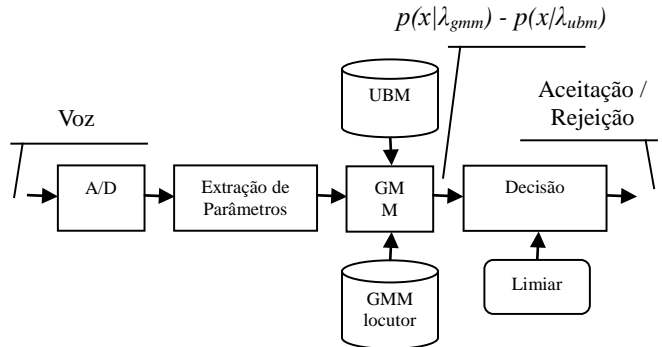 p(x|λgmm) - p(x/λubm)
UBM
Aceitação /
Rejeição
Voz
A/D
Extração de
Parâmetros
GM
M
Decisão
GMM
locutor
Limiar